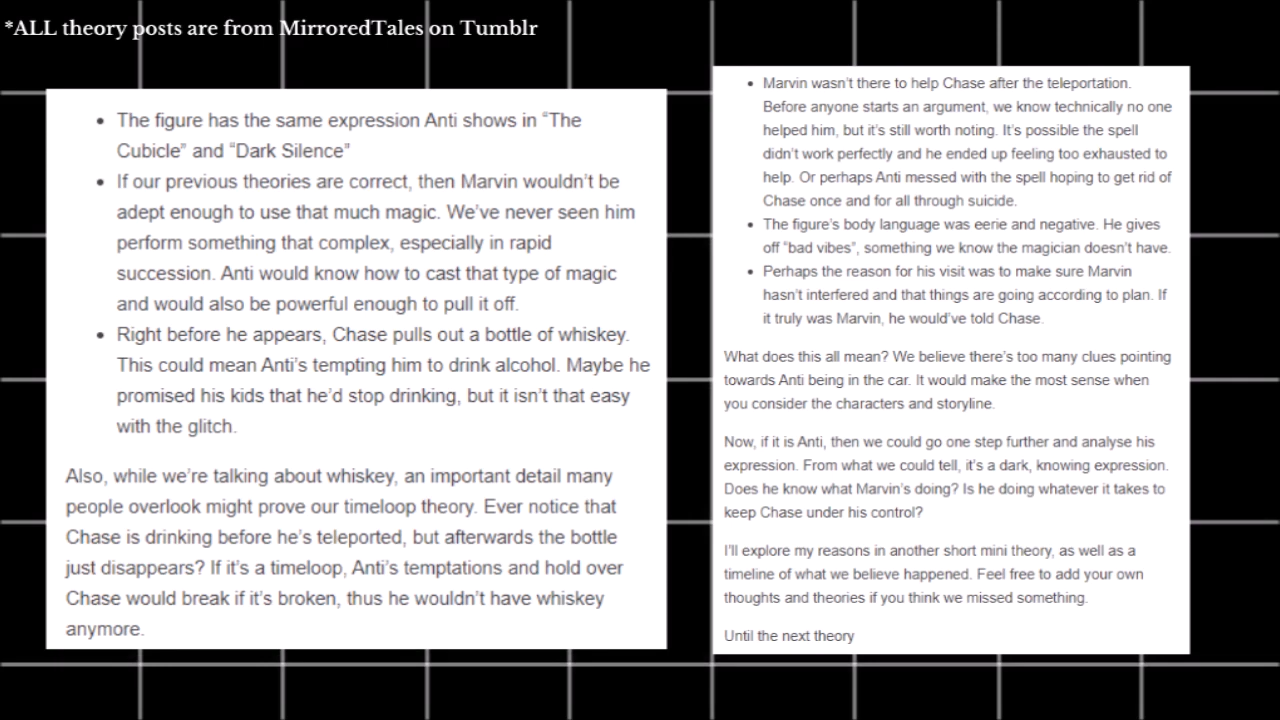 *ALL theory posts are from MirroredTales on Tumblr
• The figure has the same expression Anti shows in “The
Cubicle” and “Dark Silence”
• If our previous theories are correct, then Marvin wouldn’t be
adept enough to use that much magic. We’ve never seen him
perform something that complex, especially in rapid
succession. Anti would know how to cast that type of magic
and would also be powerful enough to pull it off.
• Right before he appears, Chase pulls out a bottle of whiskey.
This could mean Anti’s tempting him to drink alcohol. Maybe he
promised his kids that he’d stop drinking, but it isn’t that easy
with the glitch.
Also, while we’re talking about whiskey, an important detail many
people overlook might prove our timeloop theory. Ever notice that
Chase is drinking before he’s teleported, but afterwards the bottle
just disappears? If it’s a timeloop, Anti’s temptations and hold over
Chase would break if it’s broken, thus he wouldn’t have whiskey
anymore.
• Marvin wasn’t there to help Chase after the teleportation.
Before anyone starts an argument, we know technically no one
helped him, but it’s still worth noting. It’s possible the spell
didn’t work perfectly and he ended up feeling too exhausted to
help. Or perhaps Anti messed with the spell hoping to get rid of
Chase once and for all through suicide.
• The figure’s body language was eerie and negative. He gives
off “bad vibes”, something we know the magician doesn’t have.
• Perhaps the reason for his visit was to make sure Marvin
hasn’t interfered and that things are going according to plan. If
it truly was Marvin, he would’ve told Chase.
What does this all mean? We believe there’s too many clues pointing
towards Anti being in the car. It would make the most sense when
you consider the characters and storyline.
Now, if it is Anti, then we could go one step further and analyse his
expression. From what we could tell, it’s a dark, knowing expression.
Does he know what Marvin’s doing? Is he doing whatever it takes to
keep Chase under his control?
I’ll explore my reasons in another short mini theory, as well as a
timeline of what we believe happened. Feel free to add your own
thoughts and theories if you think we missed something.
Until the next theory